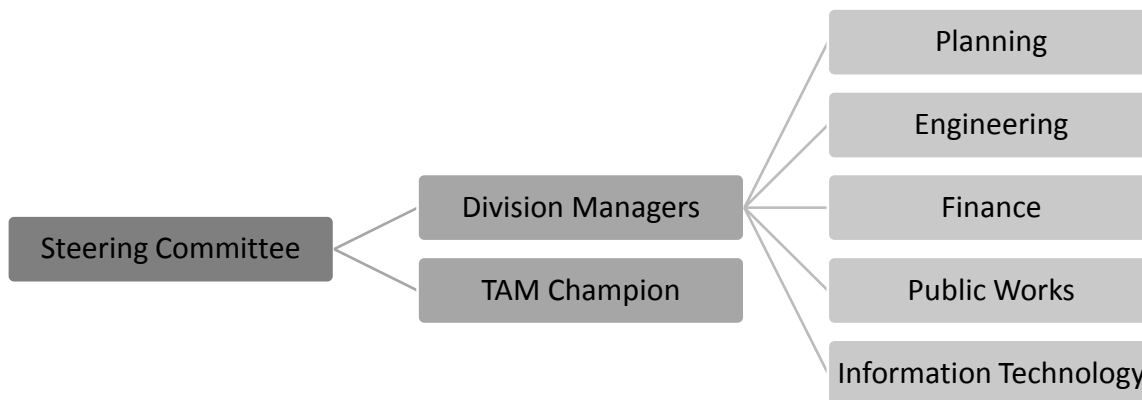 Steering Committee
Division Managers
TAM Champion
Planning
Engineering
Finance
Public Works
Information Technology